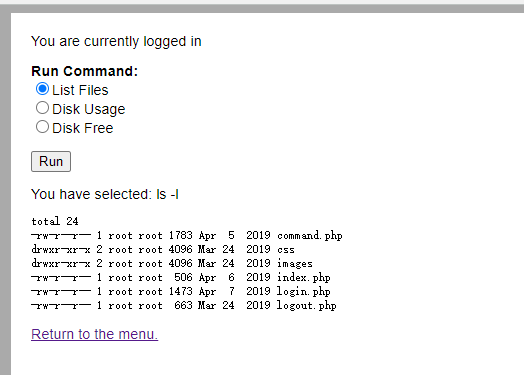 You are currently logged in
Run Command:
List Files
Disk Usage
Disk Free
Run
You have selected: ls -l
total 24
-rw-r--r-- 1 root root 1783 Apr  5  2019 command.php
drwxr-xr-x 2 root root 4096 Mar 24  2019 css
drwxr-xr-x 2 root root 4096 Mar 24  2019 images
-rw-r--r-- 1 root root  506 Apr  6  2019 index.php
-rw-r--r-- 1 root root 1473 Apr  7  2019 login.php
-rw-r--r-- 1 root root  663 Mar 24  2019 logout.php
Return to the menu.